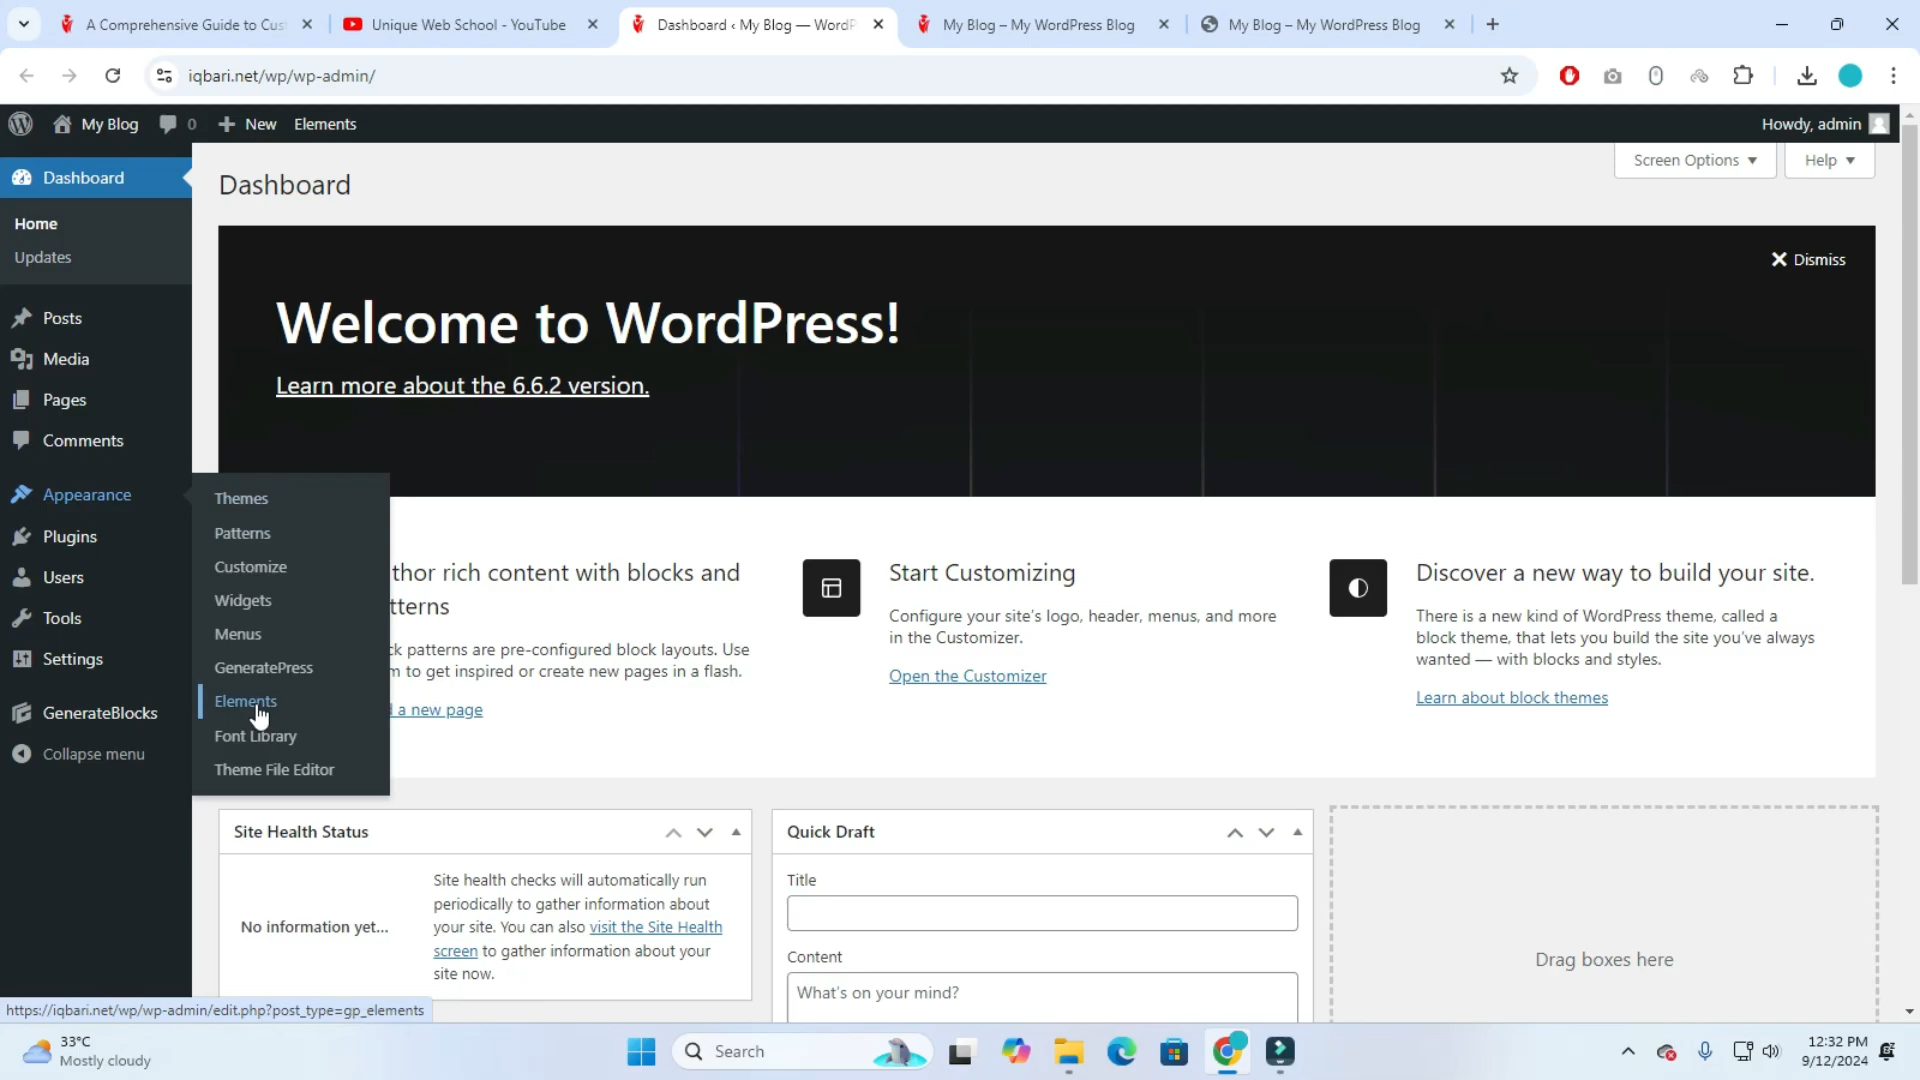 A Comprehensive Guide to Cus
Unique Web School - YouTube
Dashboard ‹ My Blog — WordP
My Blog – My WordPress Blog
My Blog – My WordPress Blog
iqbari.net/wp/wp-admin/
My Blog
0
New
Elements
Howdy, admin
Dashboard
Home
Updates
Posts
Media
Pages
Comments
Appearance
Plugins
Users
Tools
Settings
GenerateBlocks
Collapse menu
Themes
Patterns
Customize
Widgets
Menus
GeneratePress
Elements
Font Library
Theme File Editor
Screen Options
Help
Dashboard
Dismiss
Welcome to WordPress!
Learn more about the 6.6.2 version.
thor rich content with blocks and
tterns
ck patterns are pre-configured block layouts. Use
m to get inspired or create new pages in a flash.
l a new page
Start Customizing
Configure your site's logo, header, menus, and more
in the Customizer.
Open the Customizer
Discover a new way to build your site.
There is a new kind of WordPress theme, called a
block theme, that lets you build the site you've always
wanted — with blocks and styles.
Learn about block themes
Site Health Status
No information yet...
Site health checks will automatically run
periodically to gather information about
your site. You can also visit the Site Health
screen to gather information about your
site now.
Quick Draft
Title
Content
What's on your mind?
Drag boxes here
https://iqbari.net/wp/wp-admin/edit.php?post_type=gp_elements
33°C
Mostly cloudy
Search
12:32 PM
9/12/2024